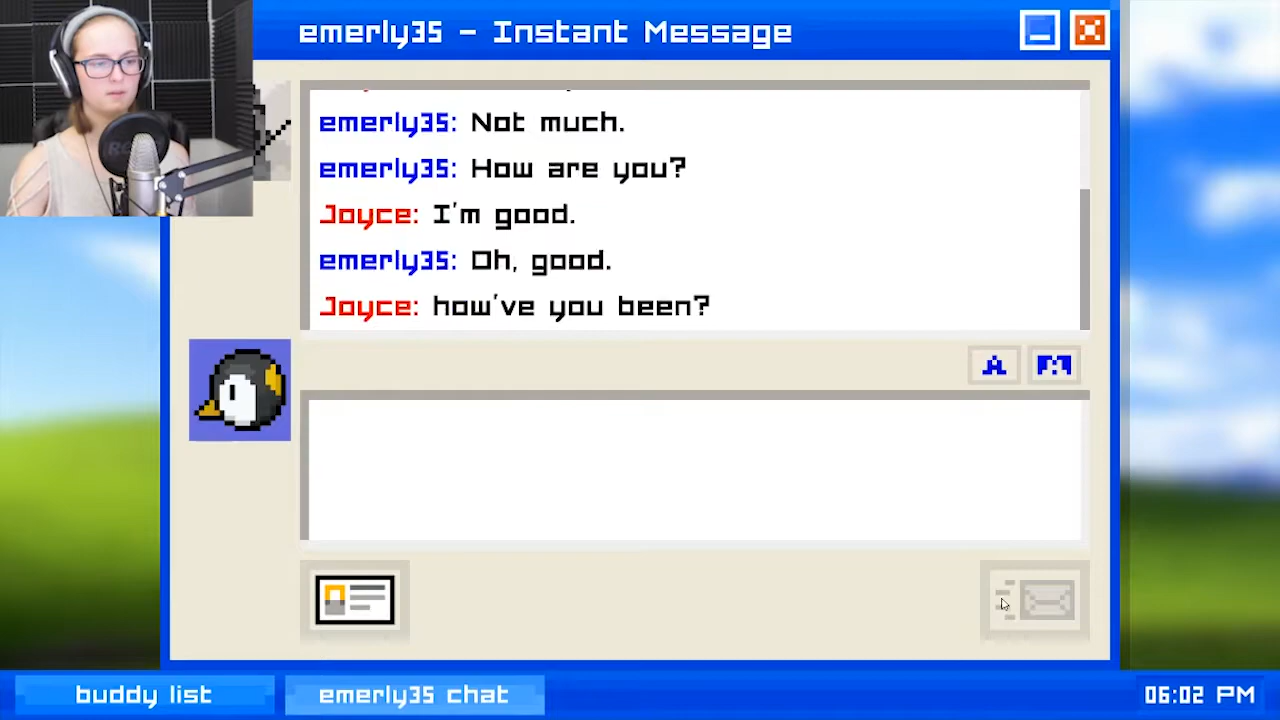 emerly35 - Instant Message
emerly35: Not much.
emerly35: How are you?
Joyce: I'm good.
emerly35: Oh, good.
Joyce: how've you been?
A
buddy list
emerly35 chat
06:02 PM